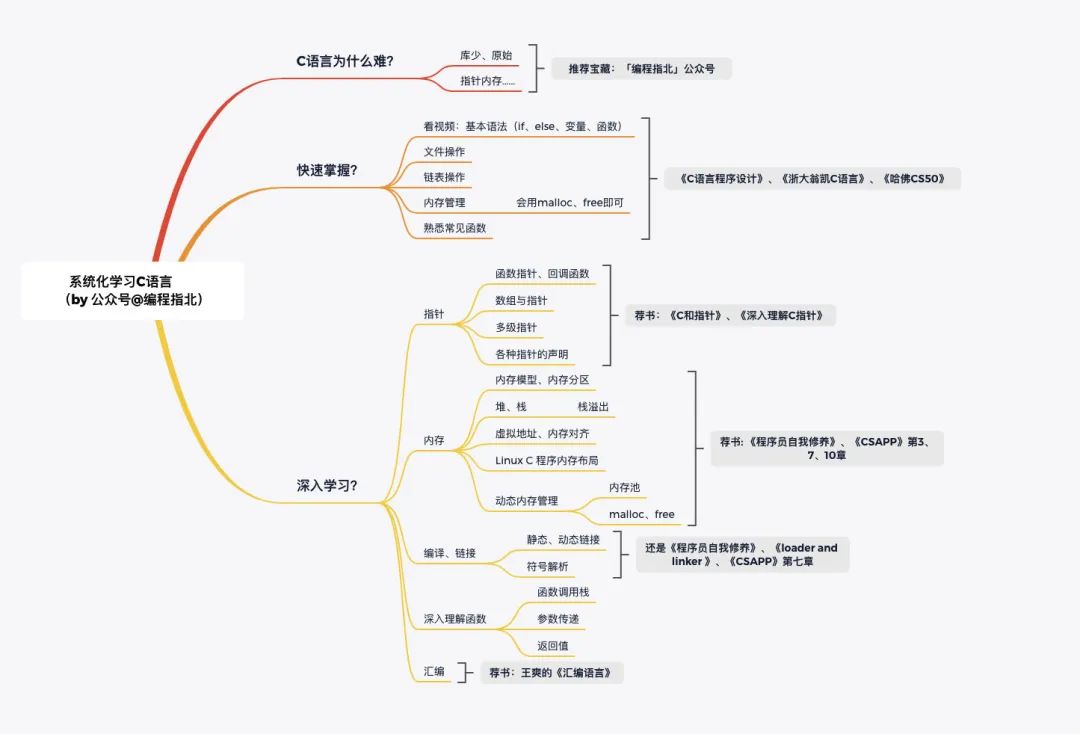 系统化学习C语言
（by 公众号@编程指北）
C语言为什么难?
库少、原始
指针内存……
推荐宝藏：「编程指北」公众号
快速掌握?
看视频：基本语法（if、else、变量、函数）
文件操作
链表操作
内存管理
会用malloc、free即可
熟悉常见函数
《C语言程序设计》、《浙大翁凯C语言》、《哈佛CS50》
深入学习?
指针
函数指针、回调函数
数组与指针
多级指针
各种指针的声明
荐书：《C和指针》、《深入理解C指针》
内存
内存模型、内存分区
堆、栈
栈溢出
虚拟地址、内存对齐
Linux C 程序内存布局
动态内存管理
内存池
malloc、free
荐书:《程序员自我修养》、《CSAPP》第3、
7、10章
编译、链接
静态、动态链接
符号解析
还是《程序员自我修养》、《loader and
linker 》、《CSAPP》第七章
深入理解函数
函数调用栈
参数传递
返回值
汇编
荐书：王爽的《汇编语言》